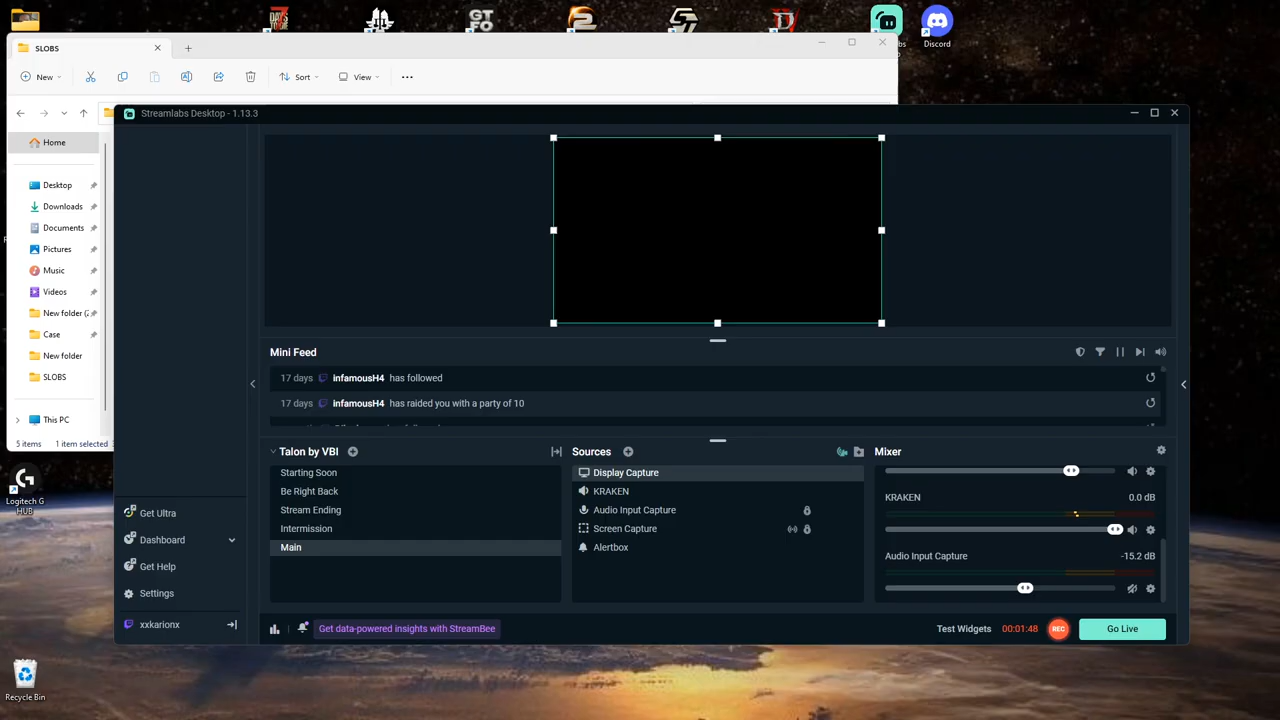 Discord
SLOBS
New
Sort
View
Streamlabs Desktop - 1.13.3
Home
Desktop
Downloads
Documents
Pictures
Music
Videos
New folder (
Case
New folder
SLOBS
This PC
5 items
1 item selected
Logitech G
HUB
Recycle Bin
Mini Feed
17 days infamousH4 has followed
17 days infamousH4 has raided you with a party of 10
Talon by VBI
Starting Soon
Be Right Back
Stream Ending
Intermission
Main
Sources
Display Capture
KRAKEN
Audio Input Capture
Screen Capture
Alertbox
Mixer
KRAKEN 0.0 dB
Audio Input Capture -15.2 dB
Get Ultra
Dashboard
Get Help
Settings
xxkarionx
Get data-powered insights with StreamBee
Test Widgets 00:01:48 REC Go Live